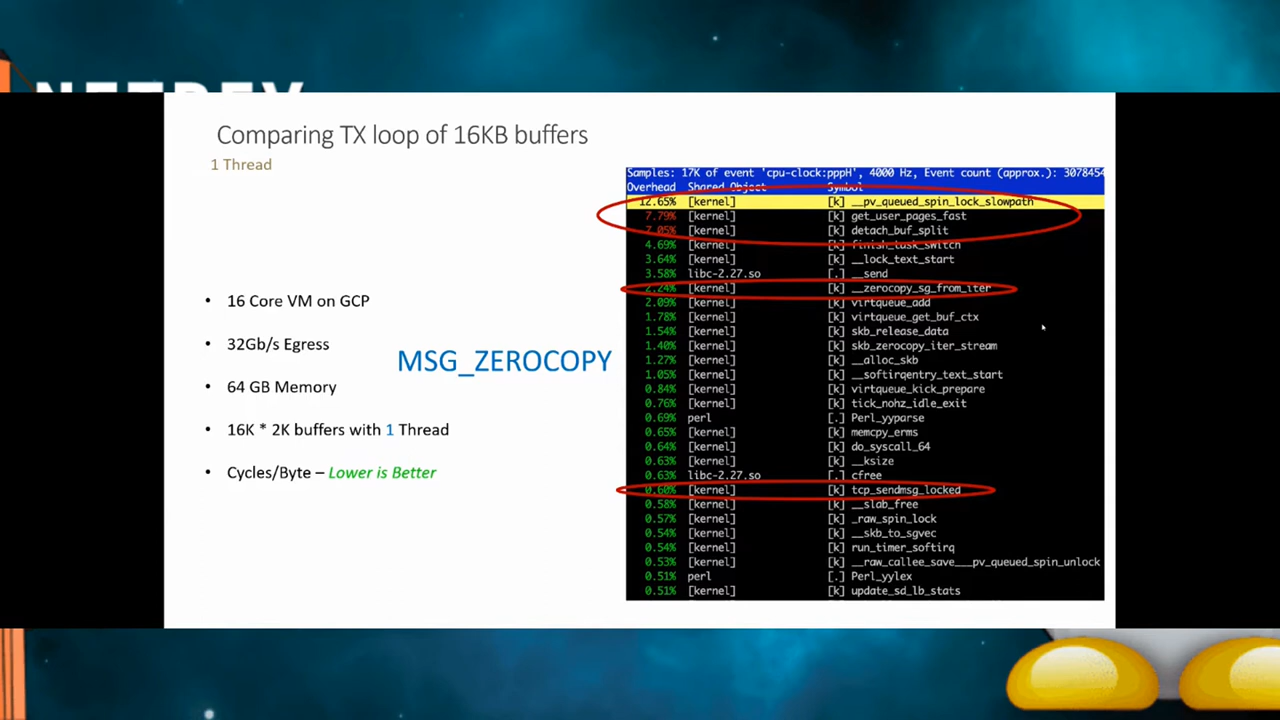 NETDEV
Comparing TX loop of 16KB buffers
1 Thread
• 16 Core VM on GCP
• 32Gb/s Egress
• 64 GB Memory
• 16K * 2K buffers with 1 Thread
• Cycles/Byte – Lower is Better
MSG_ZEROCOPY
Samples: 17K of event 'cpu-clock:pppH', 4000 Hz, Event count (approx.): 3078454
Overhead Shared Object Symbol
12.65% [kernel] [k] __pv_queued_spin_lock_slowpath
7.79% [kernel] [k] get_user_pages_fast
7.05% [kernel] [k] detach_buf_split
4.69% [kernel] [k] finish_task_switch
3.64% [kernel] [k] __lock_text_start
3.58% libc-2.27.so [.] __send
2.24% [kernel] [k] __zerocopy_sg_from_iter
2.09% [kernel] [k] virtqueue_add
1.78% [kernel] [k] virtqueue_get_buf_ctx
1.54% [kernel] [k] skb_release_data
1.40% [kernel] [k] skb_zerocopy_iter_stream
1.27% [kernel] [k] __alloc_skb
1.05% [kernel] [k] __softirqentry_text_start
0.84% [kernel] [k] virtqueue_kick_prepare
0.76% [kernel] [k] tick_nohz_idle_exit
0.69% perl [.] Perl_yyparse
0.65% [kernel] [k] memcpy_erms
0.64% [kernel] [k] do_syscall_64
0.63% [kernel] [k] __ksize
0.63% libc-2.27.so [.] cfree
0.60% [kernel] [k] tcp_sendmsg_locked
0.58% [kernel] [k] __slab_free
0.57% [kernel] [k] _raw_spin_lock
0.54% [kernel] [k] __skb_to_sgvec
0.54% [kernel] [k] run_timer_softirq
0.53% [kernel] [k] __raw_callee_save___pv_queued_spin_unlock
0.51% perl [.] Perl_yylex
0.51% [kernel] [k] update_sd_lb_stats